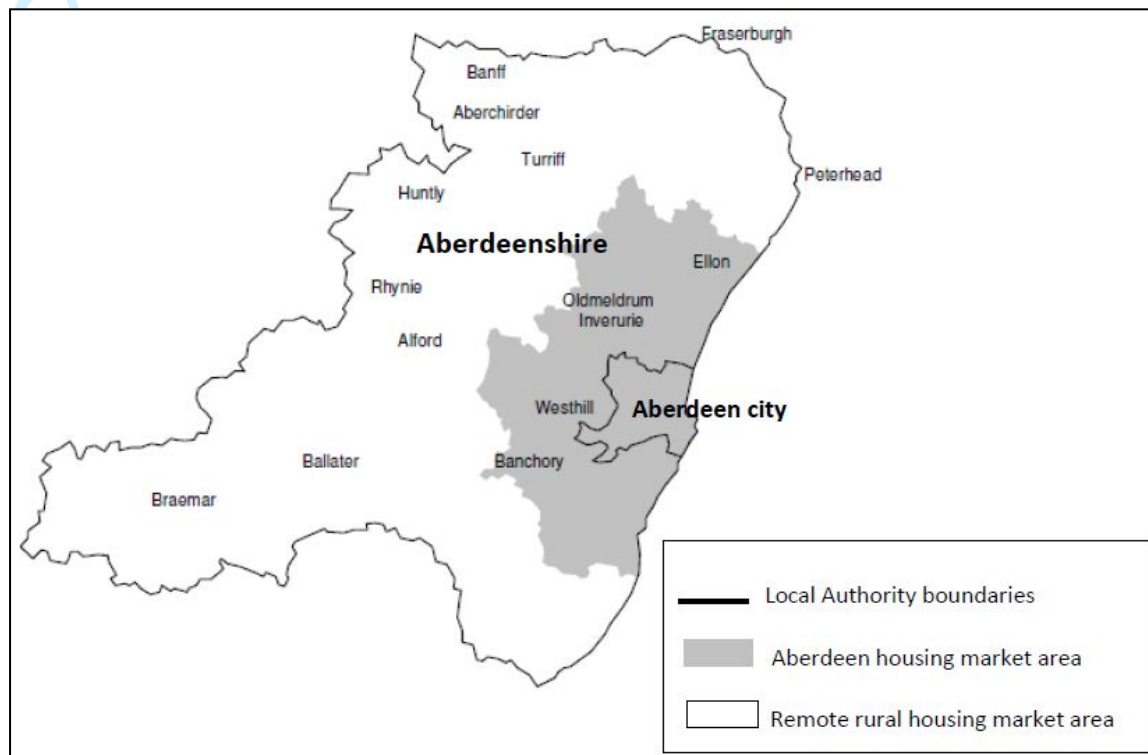 Fraserburgh
Banff
Aberchirder
Turriff
Peterhead
Huntly
Aberdeenshire
Ellon
Rhynie
Oldmeldrum
Inverurie
Alford
Westhill
Aberdeen city
Ballater
Banchory
Braemar
Local Authority boundaries
Aberdeen housing market area
Remote rural housing market area